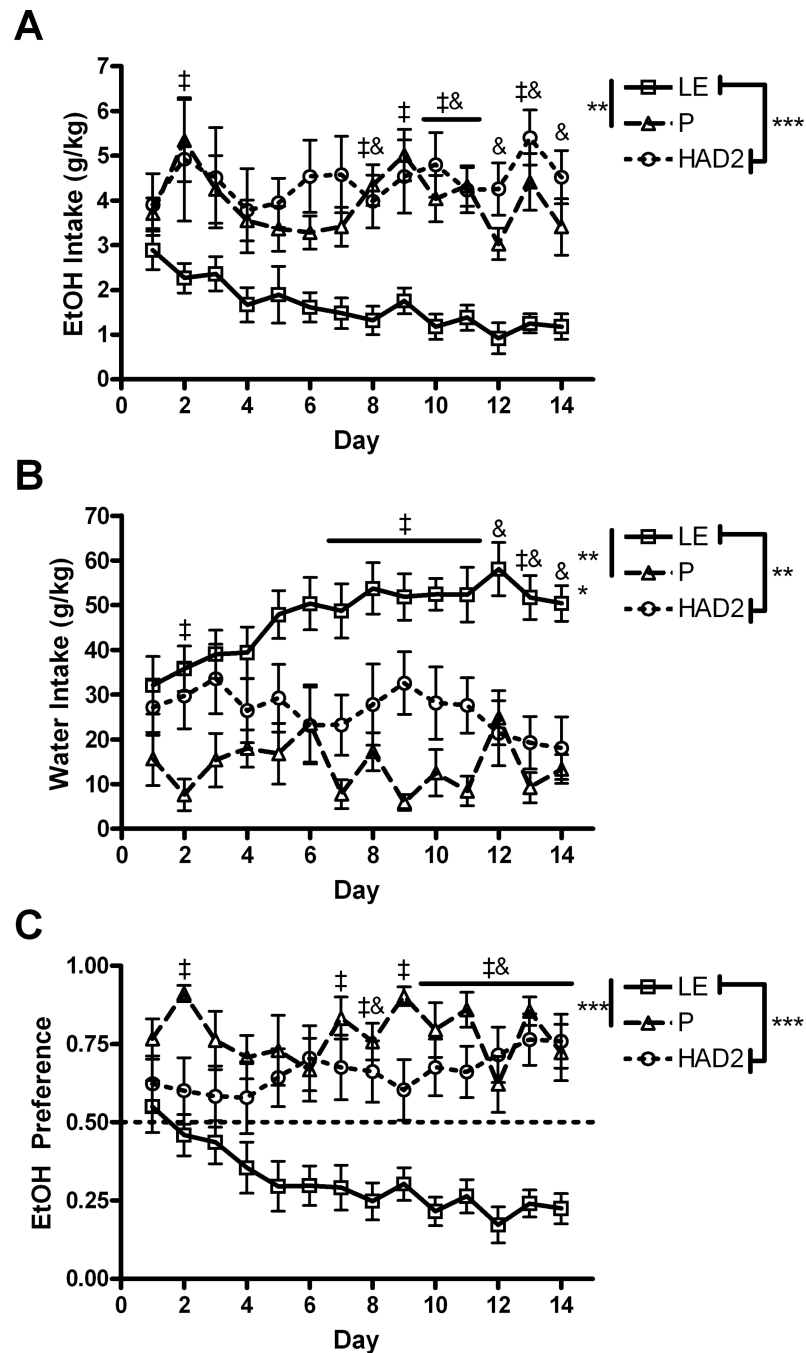 A
7
6
5
4
3
2
1
0
EtOH Intake (g/kg)
‡
‡&
‡
‡&
&
‡&
&
0 2 4 6 8 10 12 14
Day
** LE
P
HAD2
***
B
70
60
50
40
30
20
10
0
Water Intake (g/kg)
‡
‡
&
‡&
&
*
0 2 4 6 8 10 12 14
Day
** LE
P
HAD2
**
C
1.00
0.75
0.50
0.25
0.00
EtOH Preference
‡
‡
‡&
‡
‡&
0 2 4 6 8 10 12 14
Day
*** LE
P
HAD2
***